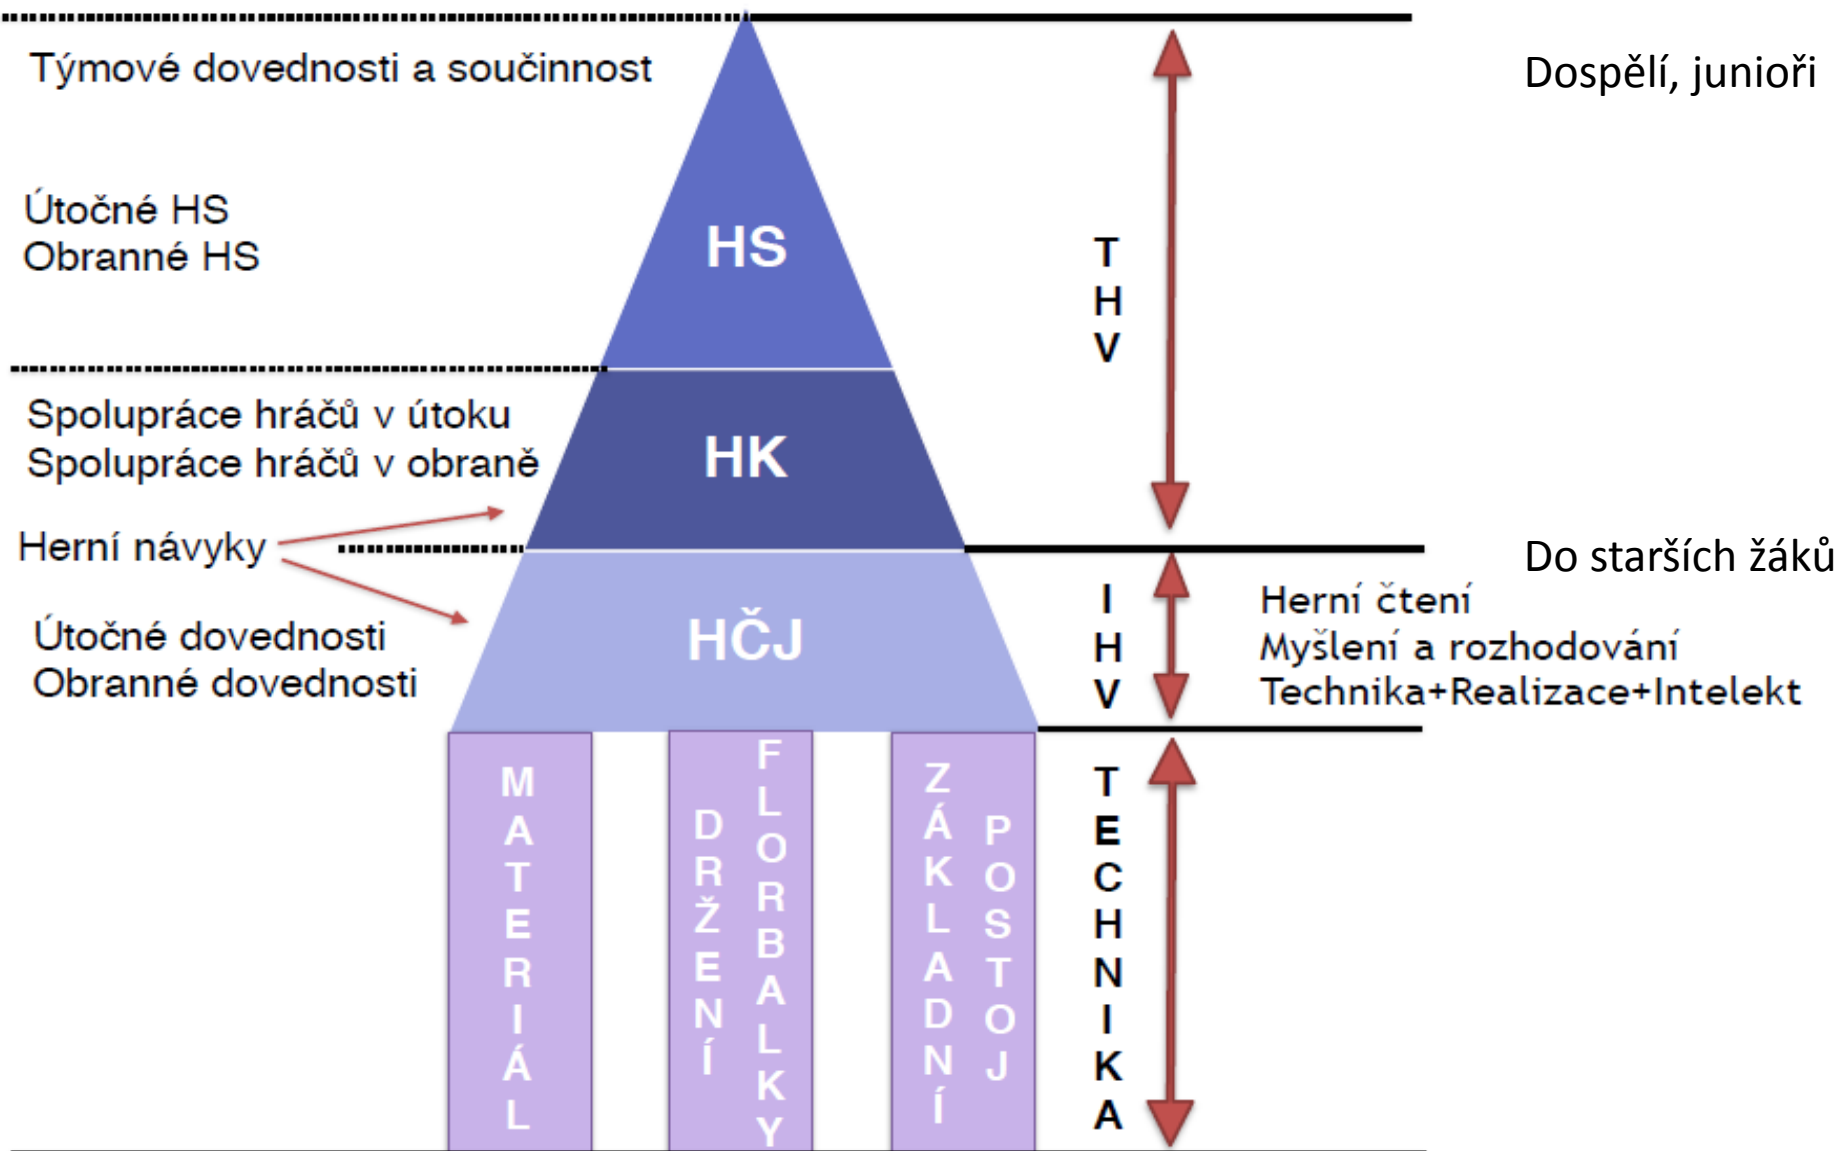 Týmové dovednosti a součinnost
Dospělí, junioři
Útočné HS
Obranné HS
HS
THV
Spolupráce hráčů v útoku
Spolupráce hráčů v obraně
HK
Herní návyky
Do starších žáků
Útočné dovednosti
Obranné dovednosti
HČJ
IHV
Herní čtení
Myšlení a rozhodování
Technika+Realizace+Intelekt
MATERIÁL
DRŽENÍ
FLORBALKY
ZÁKLADNÍ
POSTOJ
TECHNIKA